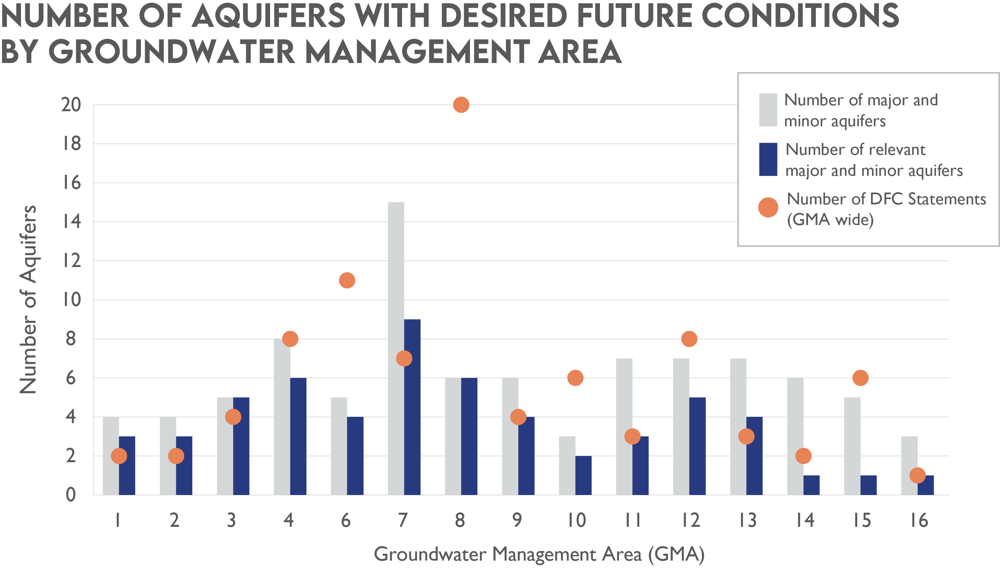 NUMBER OF AQUIFERS WITH DESIRED FUTURE CONDITIONS
BY GROUNDWATER MANAGEMENT AREA
Number of major and
minor aquifers
Number of relevant
major and minor aquifers
Number of DFC Statements
(GMA wide)
Number of Aquifers
20
18
16
14
12
10
8
6
4
2
0
1 2 3 4 6 7 8 9 10 11 12 13 14 15 16
Groundwater Management Area (GMA)